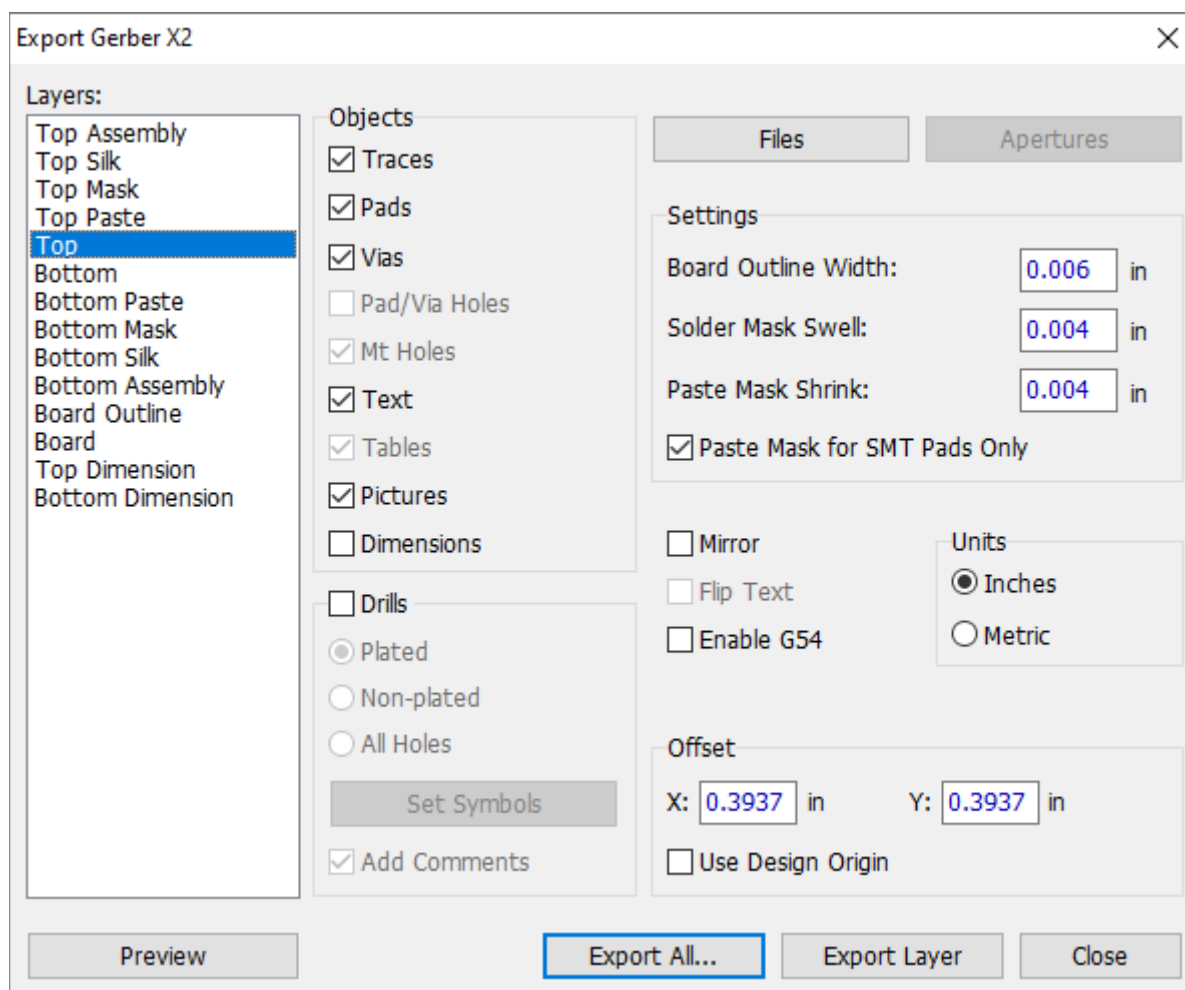 Export Gerber X2
Layers:
Top Assembly
Top Silk
Top Mask
Top Paste
Top
Bottom
Bottom Paste
Bottom Mask
Bottom Silk
Bottom Assembly
Board Outline
Board
Top Dimension
Bottom Dimension
Objects
Traces
Pads
Vias
Pad/Via Holes
Mt Holes
Text
Tables
Pictures
Dimensions
Drills
Plated
Non-plated
All Holes
Set Symbols
Add Comments
Files Apertures
Settings
Board Outline Width: 0.006 in
Solder Mask Swell: 0.004 in
Paste Mask Shrink: 0.004 in
Paste Mask for SMT Pads Only
Mirror
Flip Text
Enable G54
Units
Inches
Metric
Offset
X: 0.3937 in Y: 0.3937 in
Use Design Origin
Preview Export All... Export Layer Close